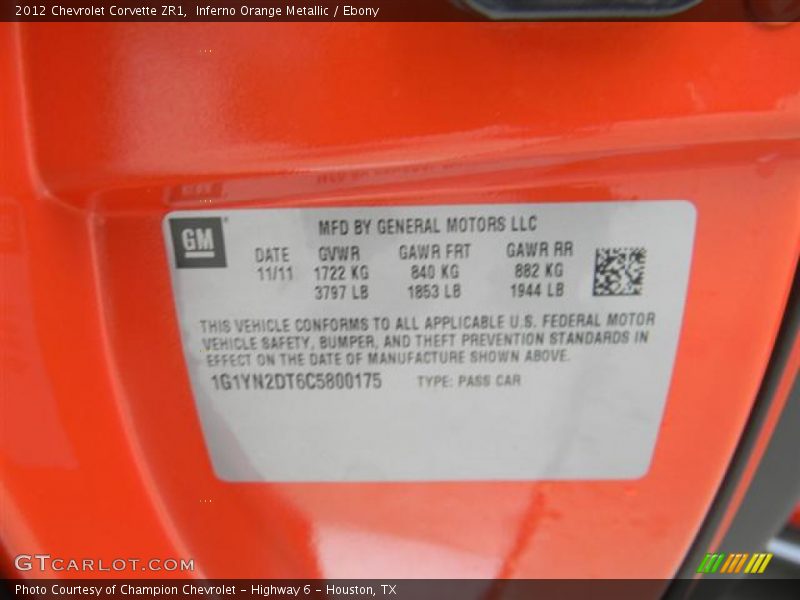 2012 Chevrolet Corvette ZR1, Inferno Orange Metallic / Ebony
GM
MFD BY GENERAL MOTORS LLC
DATE GVWR GAWR FRT GAWR RR
11/11 1722 KG 840 KG 882 KG
3797 LB 1853 LB 1944 LB
THIS VEHICLE CONFORMS TO ALL APPLICABLE U.S. FEDERAL MOTOR
VEHICLE SAFETY, BUMPER, AND THEFT PREVENTION STANDARDS IN
EFFECT ON THE DATE OF MANUFACTURE SHOWN ABOVE.
1G1YN2DT6C5800175 TYPE: PASS CAR
GTCARLOT.COM
Photo Courtesy of Champion Chevrolet - Highway 6 - Houston, TX